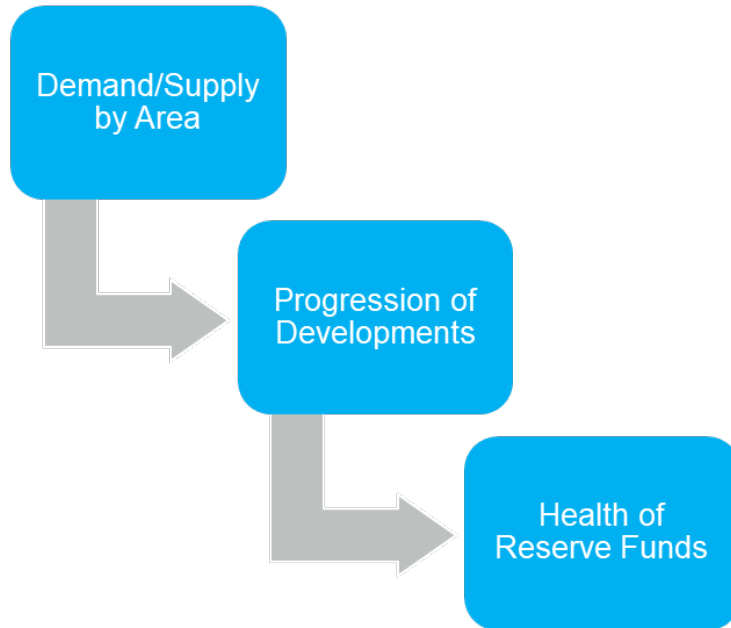 Demand/Supply
by Area
Progression of
Developments
Health of
Reserve Funds